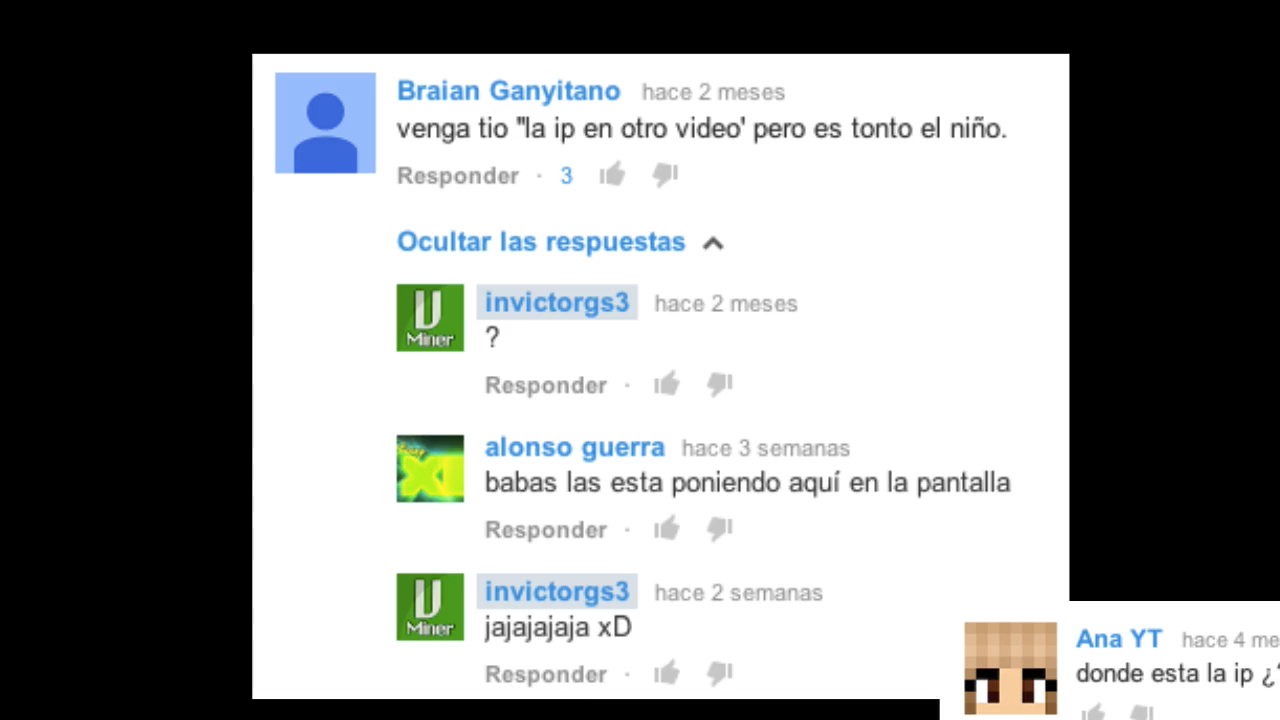 Braian Ganyitano hace 2 meses
venga tio "la ip en otro video' pero es tonto el niño.
Responder · 3
Ocultar las respuestas
U
Miner
invictorgs3 hace 2 meses
?
Responder ·
alonso guerra hace 3 semanas
babas las esta poniendo aquí en la pantalla
Responder ·
U
Miner
invictorgs3 hace 2 semanas
jajajajaja xD
Responder ·
Ana YT hace 4 me
donde esta la ip ¿?